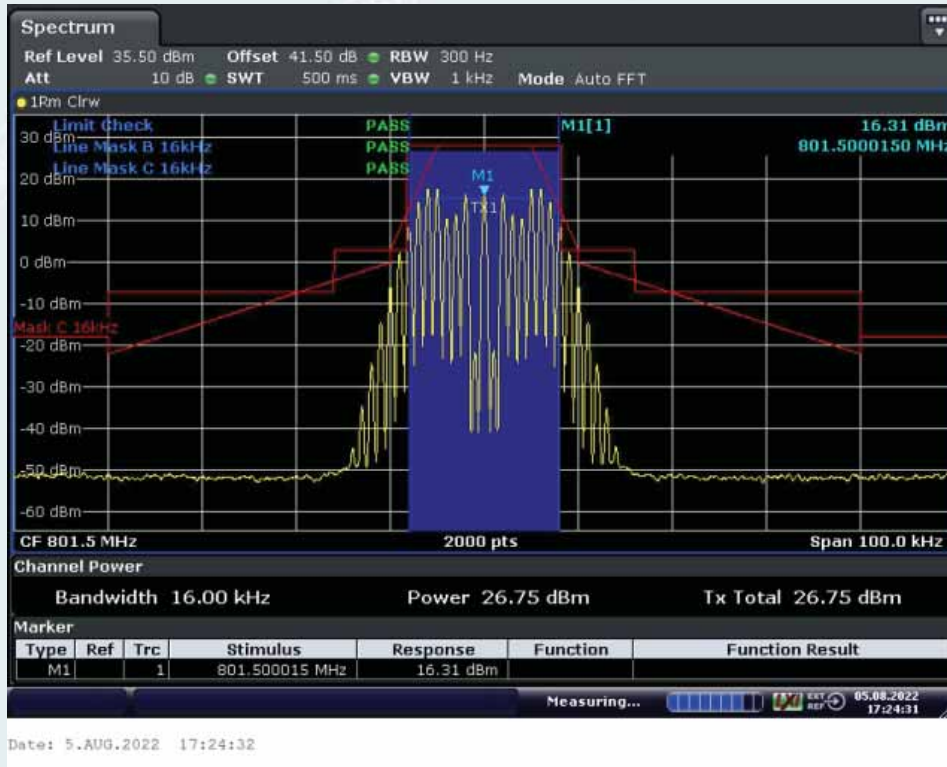 Spectrum
Ref Level 35.50 dBm Offset 41.50 dB RBW 300 Hz
Att 10 dB SWT 500 ms VBW 1 kHz Mode Auto FFT
1Rm Clrw
Limit Check PASS M1[1] 16.31 dBm
30 dBm
Line Mask B 16kHz PASS 801.5000150 MHz
Line Mask C 16kHz PASS
20 dBm
M1
TX1
10 dBm
0 dBm
-10 dBm
Mask C 16kHz
-20 dBm
-30 dBm
-40 dBm
-50 dBm
-60 dBm
CF 801.5 MHz 2000 pts Span 100.0 kHz
Channel Power
Bandwidth 16.00 kHz Power 26.75 dBm Tx Total 26.75 dBm
Marker
Type Ref Trc Stimulus Response Function Function Result
M1 1 801.500015 MHz 16.31 dBm
Measuring... LXI EXT REF 05.08.2022
17:24:31
Date: 5.AUG.2022 17:24:32